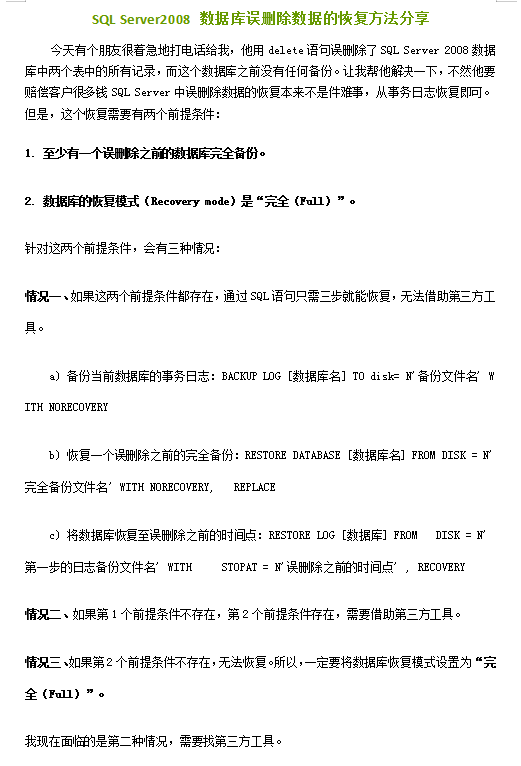 SQL Server2008 数据库误删除数据的恢复方法分享
今天有个朋友很着急地打电话给我，他用 delete 语句误删除了 SQL Server 2008 数据
库中两个表中的所有记录，而这个数据库之前没有任何备份。让我帮他解决一下，不然他要
赔偿客户很多钱 SQL Server 中误删除数据的恢复本来不是件难事，从事务日志恢复即可。
但是，这个恢复需要有两个前提条件：
1. 至少有一个误删除之前的数据库完全备份。
2. 数据库的恢复模式（Recovery mode）是“完全（Full）”。
针对这两个前提条件，会有三种情况：
情况一、如果这两个前提条件都存在，通过 SQL 语句只需三步就能恢复，无法借助第三方工
具。
a）备份当前数据库的事务日志：BACKUP LOG [数据库名] TO disk= N'备份文件名' W
ITH NORECOVERY
b）恢复一个误删除之前的完全备份：RESTORE DATABASE [数据库名] FROM DISK = N'
完全备份文件名' WITH NORECOVERY, REPLACE
c）将数据库恢复至误删除之前的时间点：RESTORE LOG [数据库] FROM DISK = N'
第一步的日志备份文件名' WITH STOPAT = N'误删除之前的时间点' , RECOVERY
情况二、如果第 1 个前提条件不存在，第 2 个前提条件存在，需要借助第三方工具。
情况三、如果第 2 个前提条件不存在，无法恢复。所以，一定要将数据库恢复模式设置为“完
全（Full）”。
我现在面临的是第二种情况，需要找第三方工具。